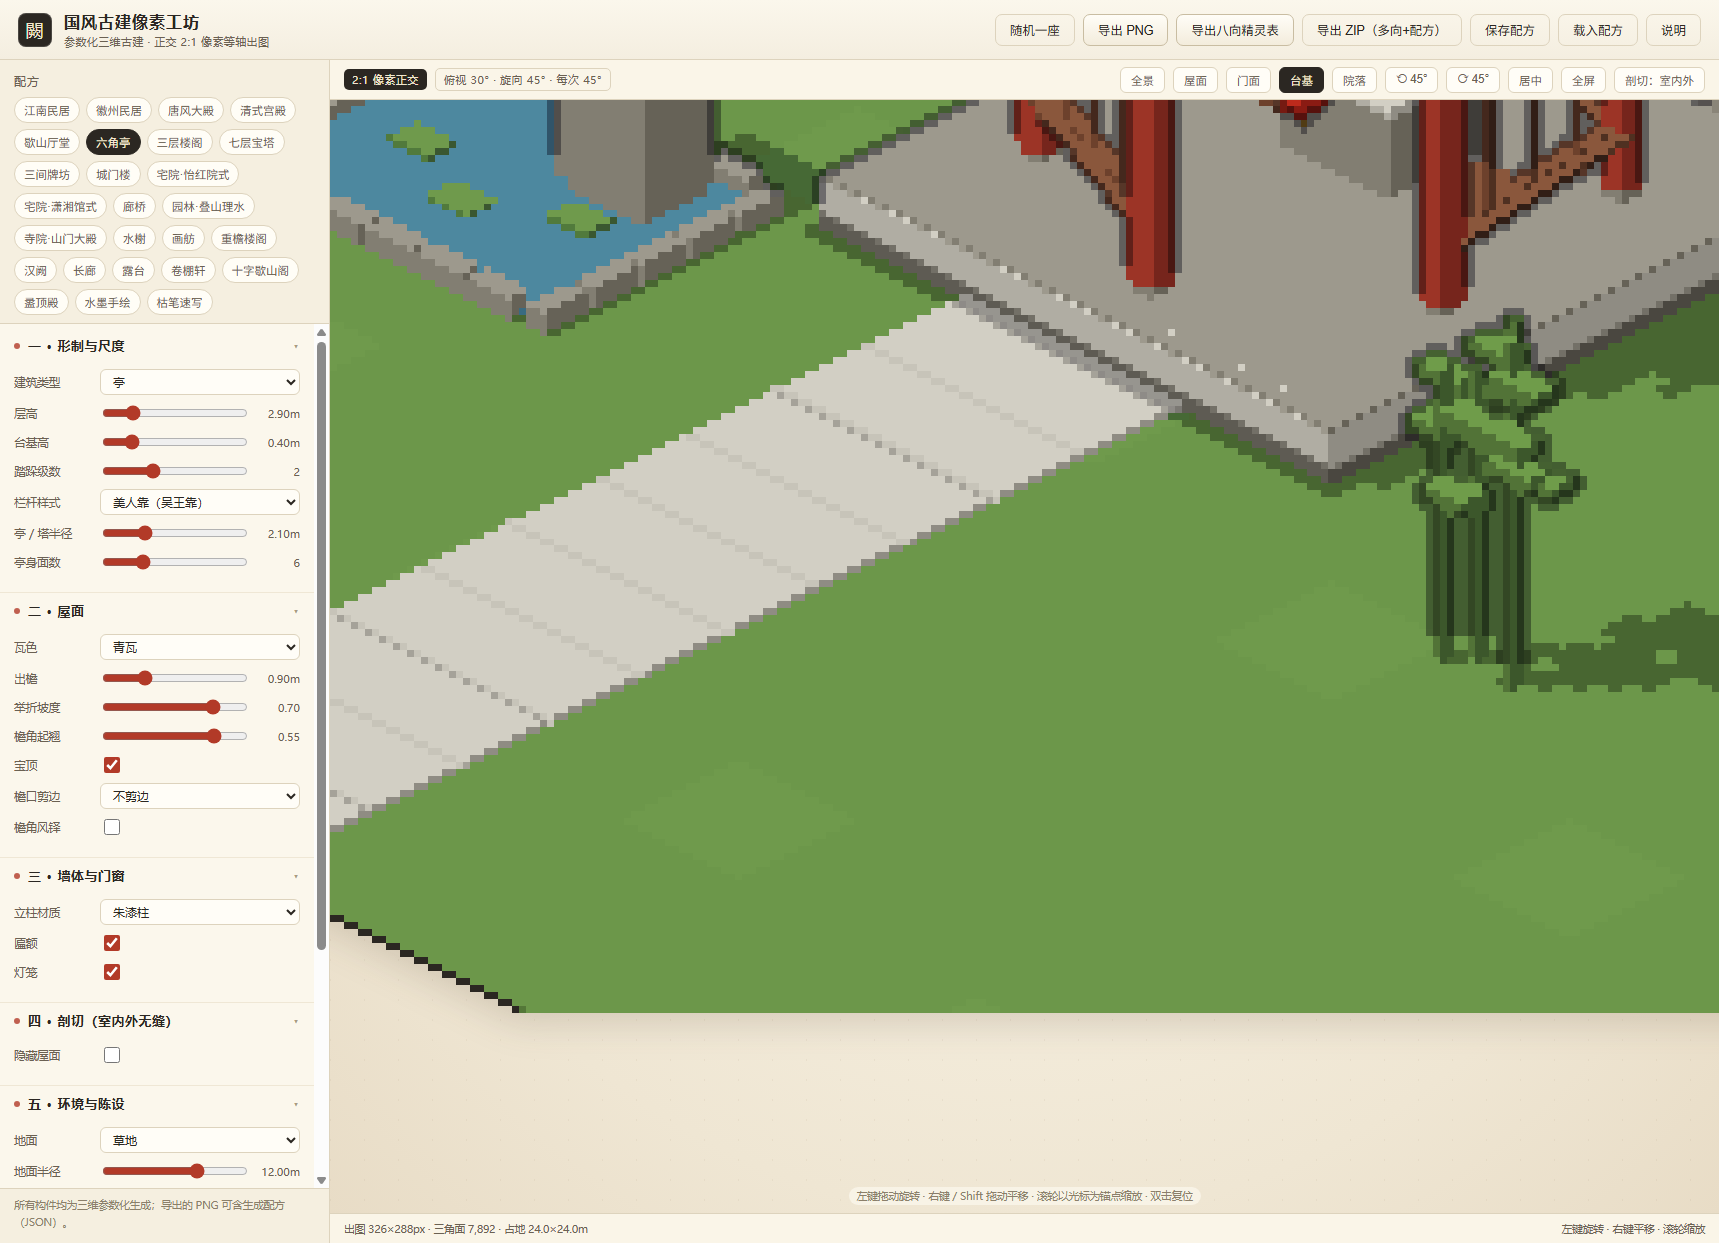 闕
国风古建像素工坊
参数化三维古建 · 正交 2:1 像素等轴出图
随机一座 导出 PNG 导出八向精灵表 导出 ZIP（多向+配方） 保存配方 载入配方 说明
配方
江南民居 徽州民居 唐风大殿 清式宫殿
歇山厅堂 六角亭 三层楼阁 七层宝塔
三间牌坊 城门楼 宅院·怡红院式
宅院·潇湘馆式 廊桥 园林·叠山理水
寺院·山门大殿 水榭 画舫 重檐楼阁
汉阙 长廊 露台 卷棚轩 十字歇山阁
盝顶殿 水墨手绘 枯笔速写
2:1 像素正交 俯视 30° · 旋向 45° · 每次 45°
全景 屋面 门面 台基 院落 ⟲ 45° ⟳ 45° 居中 全屏 剖切：室内外
一 • 形制与尺度
建筑类型 亭
层高 2.90m
台基高 0.40m
踏跺级数 2
栏杆样式 美人靠（吴王靠）
亭 / 塔半径 2.10m
亭身面数 6
二 • 屋面
瓦色 青瓦
出檐 0.90m
举折坡度 0.70
檐角起翘 0.55
宝顶
檐口剪边 不剪边
檐角风铎
三 • 墙体与门窗
立柱材质 朱漆柱
匾额
灯笼
四 • 剖切（室内外无缝）
隐藏屋面
五 • 环境与陈设
地面 草地
地面半径 12.00m
所有构件均为三维参数化生成；导出的 PNG 可含生成配方
（JSON）。
左键拖动旋转 · 右键 / Shift 拖动平移 · 滚轮以光标为锚点缩放 · 双击复位
出图 326×288px · 三角面 7,892 · 占地 24.0×24.0m
左键旋转 · 右键平移 · 滚轮缩放